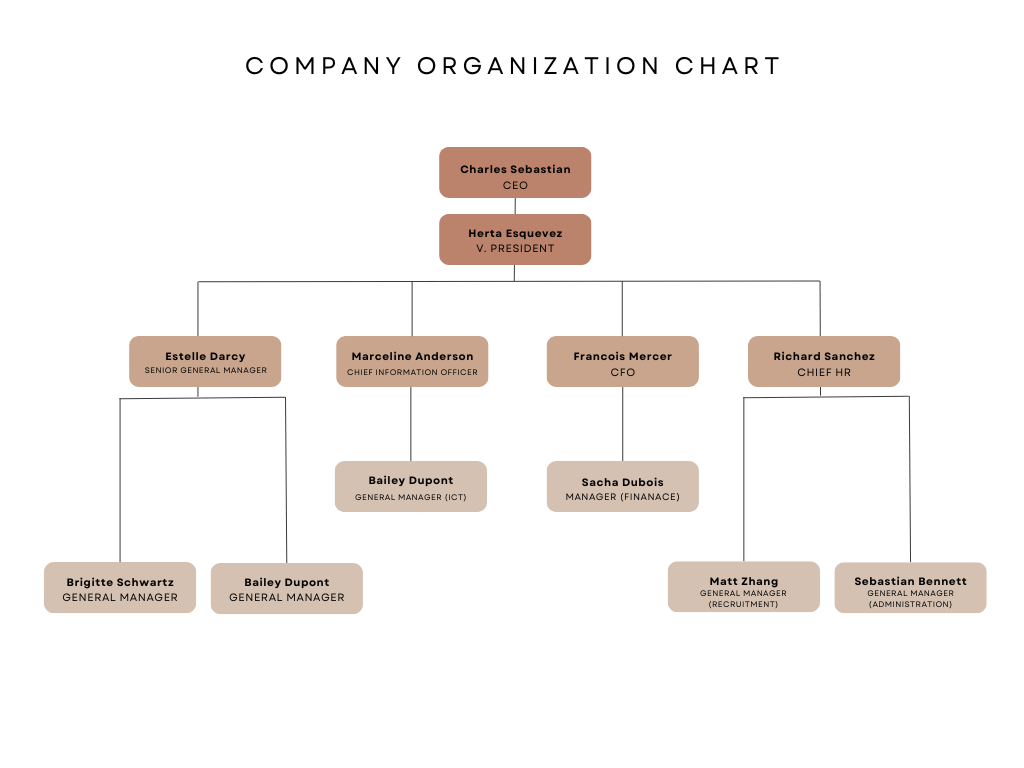 COMPANY ORGANIZATION CHART
Charles Sebastian
CEO
Herta Esquevez
V. PRESIDENT
Estelle Darcy
SENIOR GENERAL MANAGER
Marceline Anderson
CHIEF INFORMATION OFFICER
Francois Mercer
CFO
Richard Sanchez
CHIEF HR
Bailey Dupont
GENERAL MANAGER (ICT)
Sacha Dubois
MANAGER (FINANACE)
Brigitte Schwartz
GENERAL MANAGER
Bailey Dupont
GENERAL MANAGER
Matt Zhang
GENERAL MANAGER
(RECRUITMENT)
Sebastian Bennett
GENERAL MANAGER
(ADMINISTRATION)